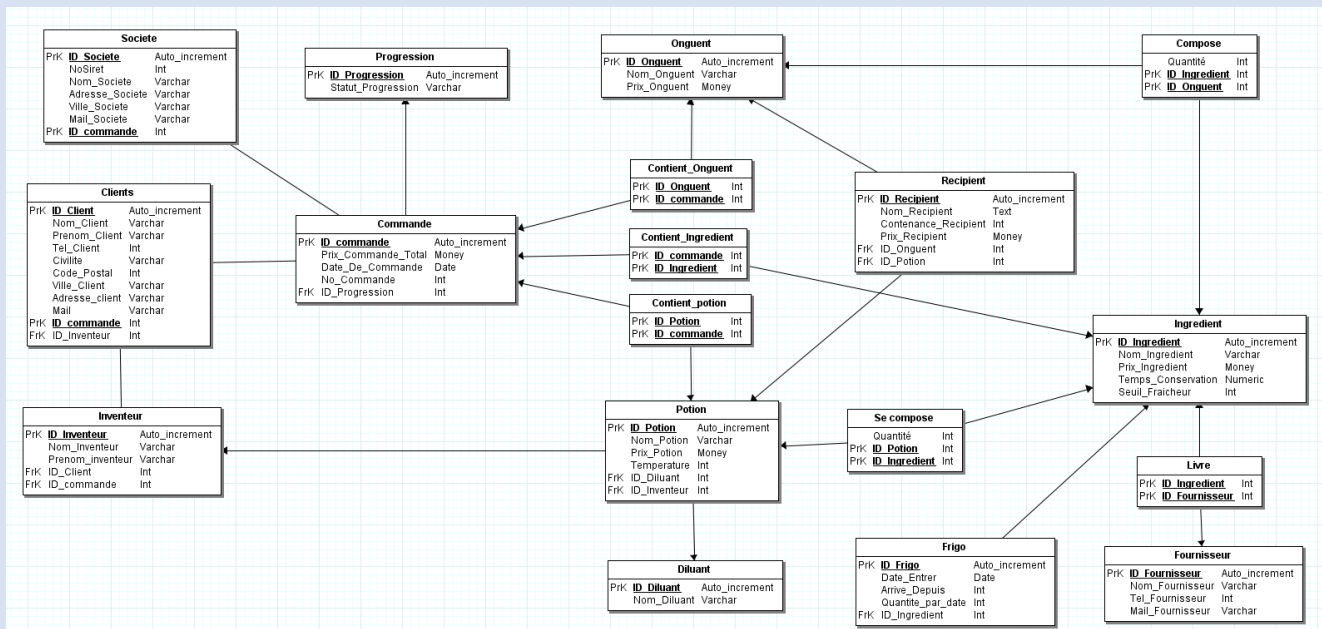 Societe
PrK ID_Societe Auto_increment
NoSiret Int
Nom_Societe Varchar
Adresse_Societe Varchar
Ville_Societe Varchar
Mail_Societe Varchar
PrK ID_commande Int
Progression
PrK ID_Progression Auto_increment
Statut_Progression Varchar
Onguent
PrK ID_Onguent Auto_increment
Nom_Onguent Varchar
Prix_Onguent Money
Compose
Quantité Int
PrK ID_Ingredient Int
PrK ID_Onguent Int
Clients
PrK ID_Client Auto_increment
Nom_Client Varchar
Prenom_Client Varchar
Tel_Client Int
Civilite Varchar
Code_Postal Int
Ville_Client Varchar
Adresse_client Varchar
Mail Varchar
PrK ID_commande Int
FrK ID_Inventeur Int
Commande
PrK ID_commande Auto_increment
Prix_Commande_Total Money
Date_De_Commande Date
No_Commande Int
FrK ID_Progression Int
Contient_Onguent
PrK ID_Onguent Int
PrK ID_commande Int
Contient_Ingredient
PrK ID_commande Int
PrK ID_Ingredient Int
Contient_potion
PrK ID_Potion Int
PrK ID_commande Int
Recipient
PrK ID_Recipient Auto_increment
Nom_Recipient Text
Contenance_Recipient Int
Prix_Recipient Money
FrK ID_Onguent Int
FrK ID_Potion Int
Ingredient
PrK ID_Ingredient Auto_increment
Nom_Ingredient Varchar
Prix_Ingredient Money
Temps_Conservation Numeric
Seuil_Fraicheur Int
Inventeur
PrK ID_Inventeur Auto_increment
Nom_Inventeur Varchar
Prenom_inventeur Varchar
FrK ID_Client Int
FrK ID_commande Int
Potion
PrK ID_Potion Auto_increment
Nom_Potion Varchar
Prix_Potion Money
Temperature Int
FrK ID_Diluant Int
FrK ID_Inventeur Int
Se compose
Quantité Int
PrK ID_Potion Int
PrK ID_Ingredient Int
Livre
PrK ID_Ingredient Int
PrK ID_Fournisseur Int
Diluant
PrK ID_Diluant Auto_increment
Nom_Diluant Varchar
Frigo
PrK ID_Frigo Auto_increment
Date_Entrer Date
Arrive_Depuis Int
Quantite_par_date Int
FrK ID_Ingredient Int
Fournisseur
PrK ID_Fournisseur Auto_increment
Nom_Fournisseur Varchar
Tel_Fournisseur Int
Mail_Fournisseur Varchar